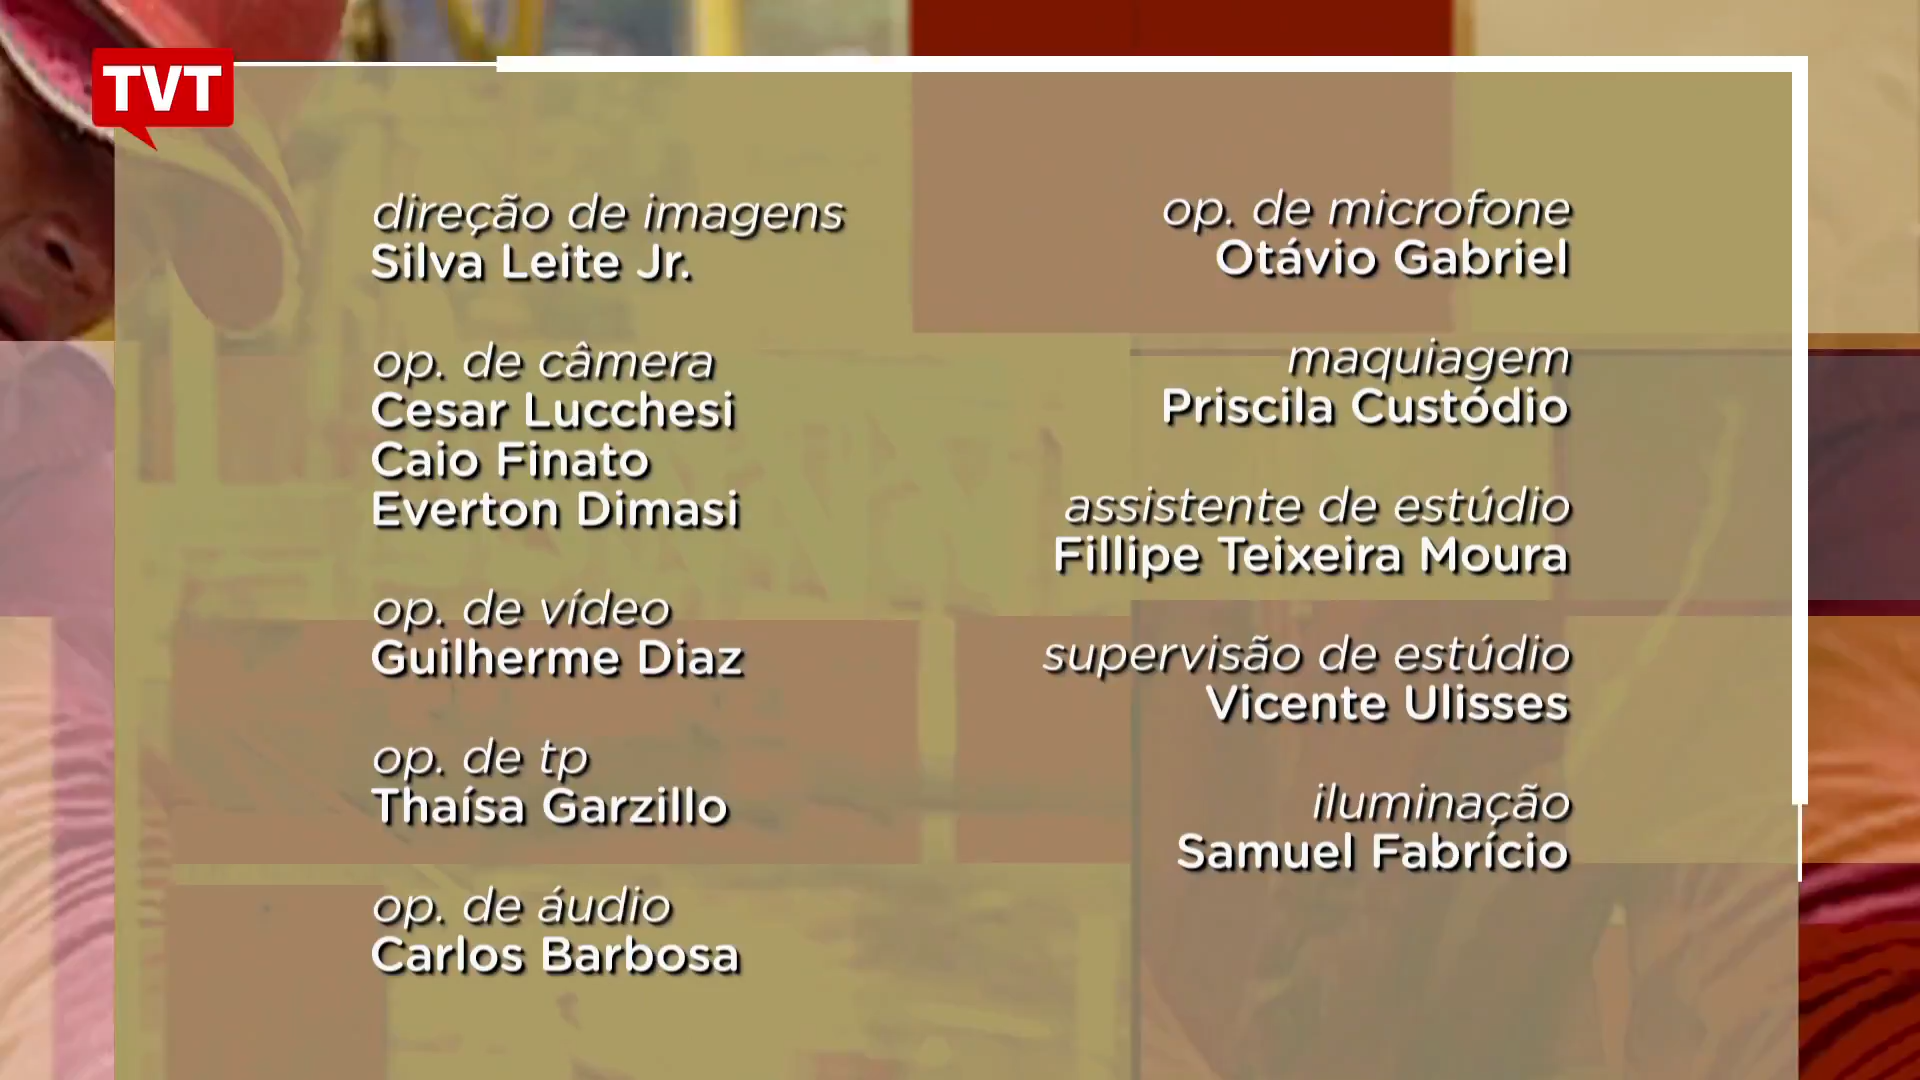 TVT
direção de imagens
Silva Leite Jr.
op. de câmera
Cesar Lucchesi
Caio Finato
Everton Dimasi
op. de vídeo
Guilherme Diaz
op. de tp
Thaísa Garzillo
op. de áudio
Carlos Barbosa
op. de microfone
Otávio Gabriel
maquiagem
Priscila Custódio
assistente de estúdio
Fillipe Teixeira Moura
supervisão de estúdio
Vicente Ulisses
iluminação
Samuel Fabrício